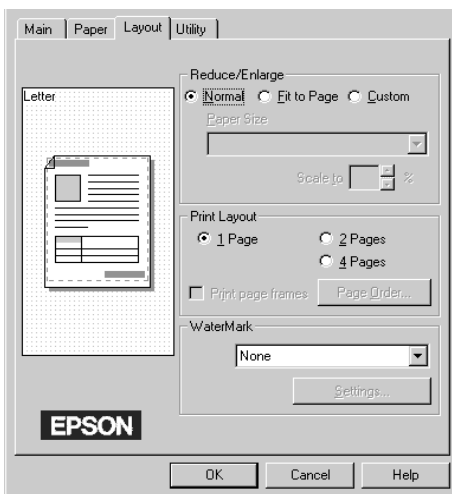 Main Paper Layout Utility
Letter
Reduce/Enlarge
Normal Fit to Page Custom
Paper Size
Scale to %
Print Layout
1 Page 2 Pages
4 Pages
Print page frames Page Order...
WaterMark
None
Settings...
EPSON
OK Cancel Help